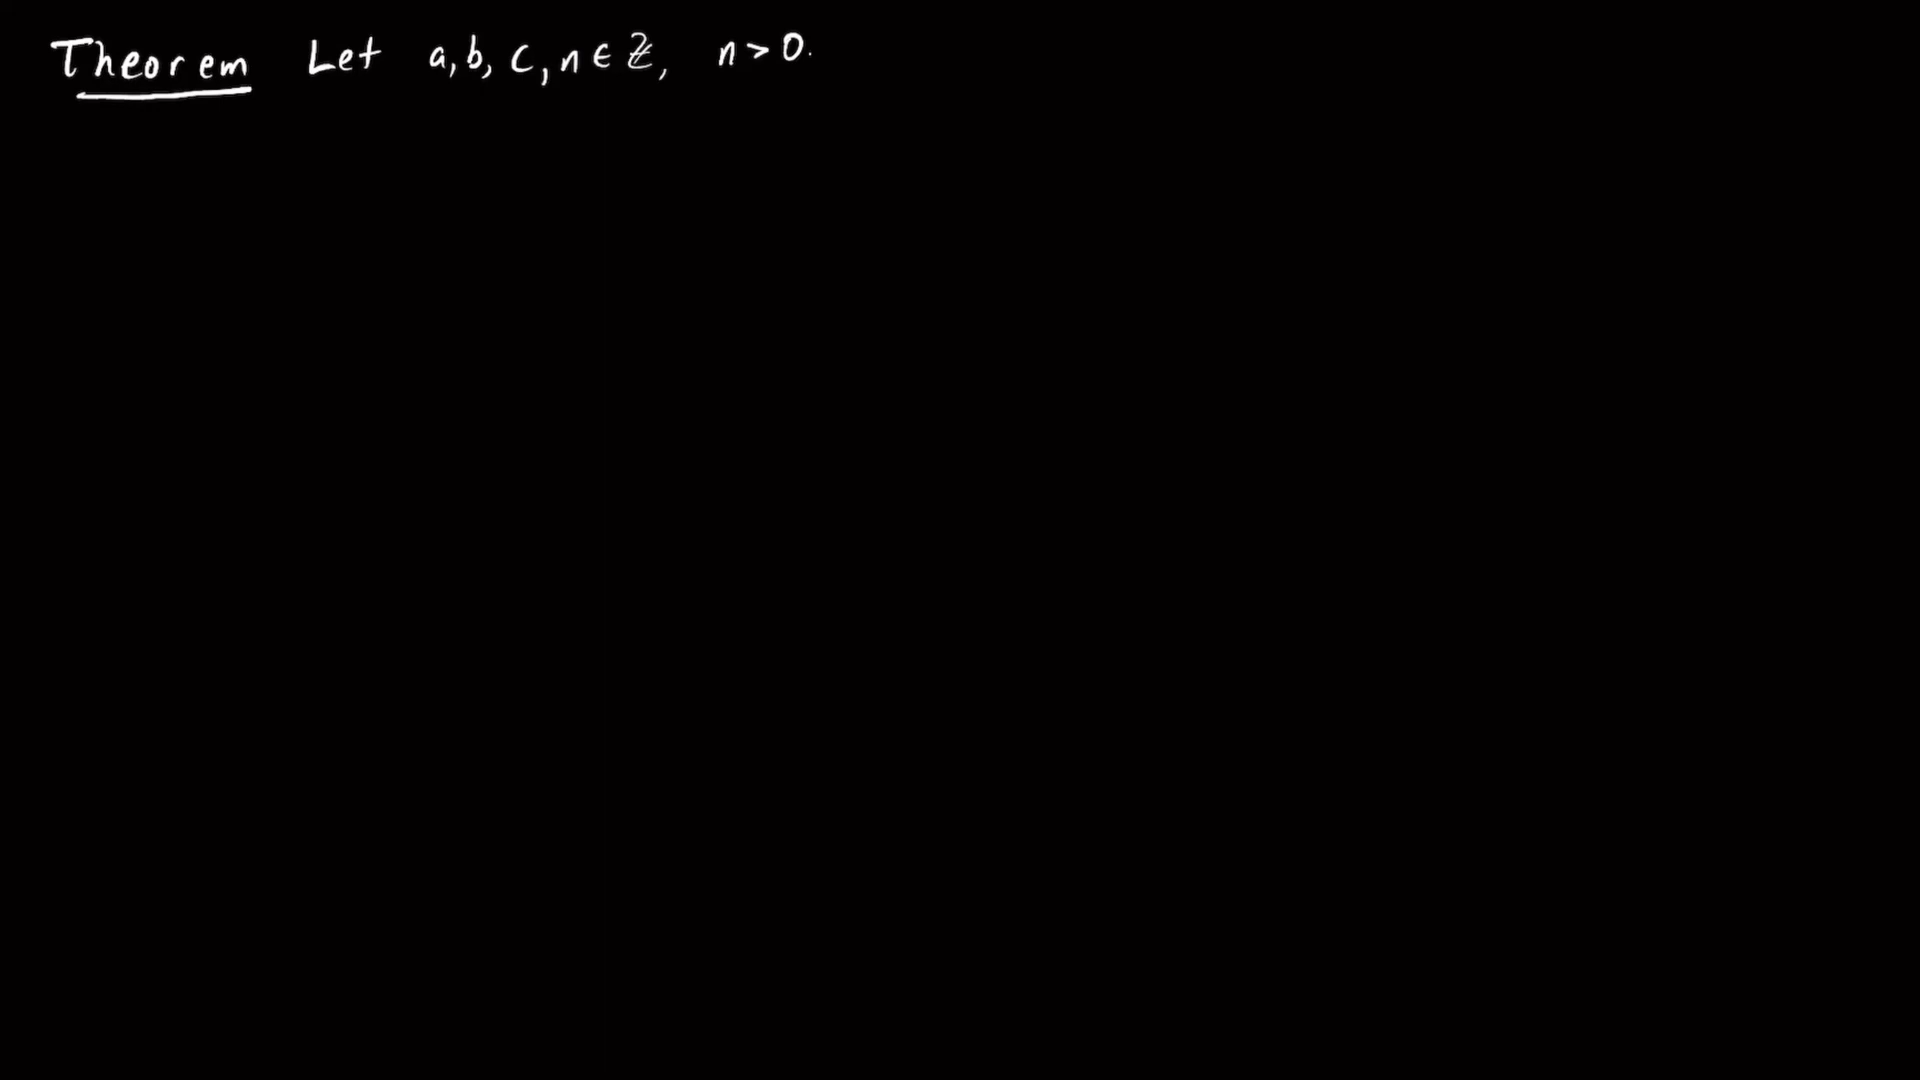 Theorem Let a, b, c, n ∈ ℤ, n > 0.